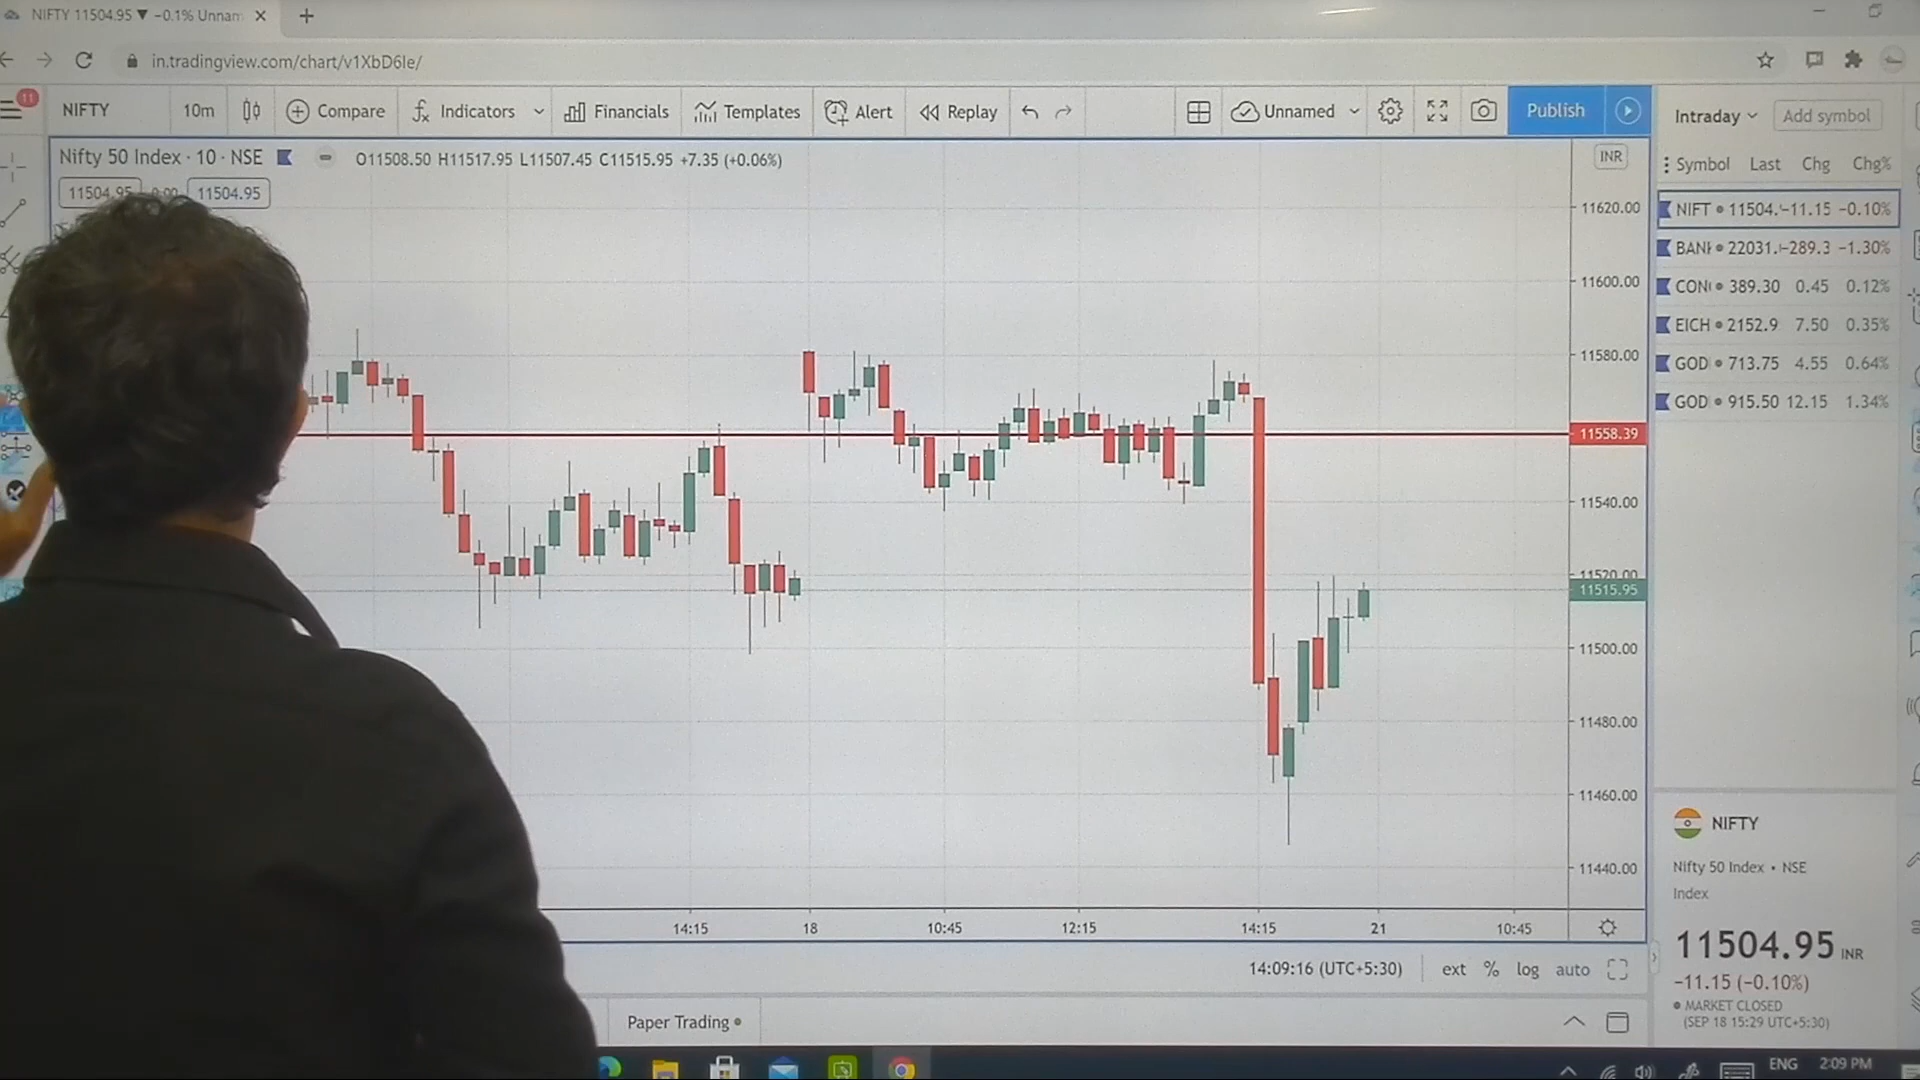 NIFTY 11504.95 ▼ −0.1% Unnam
in.tradingview.com/chart/v1XbD6Ie/
11
NIFTY 10m Compare Indicators Financials Templates Alert Replay Unnamed Publish
Intraday Add symbol
Nifty 50 Index · 10 · NSE O11508.50 H11517.95 L11507.45 C11515.95 +7.35 (+0.06%)
11504.95 0.00 11504.95
INR
11620.00
11600.00
11580.00
11558.39
11540.00
11520.00
11515.95
11500.00
11480.00
11460.00
11440.00
14:15 18 10:45 12:15 14:15 21 10:45
14:09:16 (UTC+5:30) ext % log auto
Paper Trading
Symbol Last Chg Chg%
NIFT 11504. −11.15 −0.10%
BAN 22031. −289.3 −1.30%
CON 389.30 0.45 0.12%
EICH 2152.9 7.50 0.35%
GOD 713.75 4.55 0.64%
GOD 915.50 12.15 1.34%
NIFTY
Nifty 50 Index • NSE
Index
11504.95 INR
−11.15 (−0.10%)
MARKET CLOSED
(SEP 18 15:29 UTC+5:30)
ENG 2:09 PM